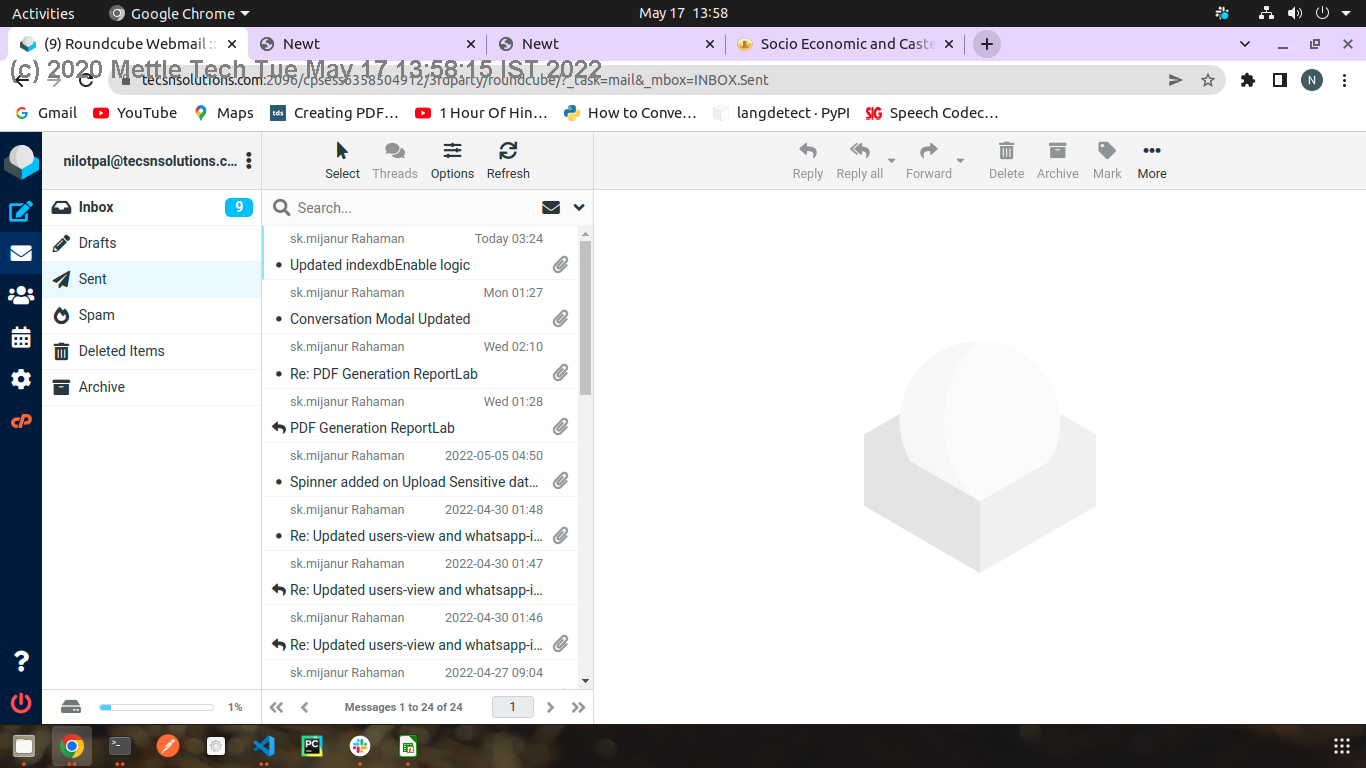 Activities
Google Chrome
May 17 13:58
(9) Roundcube Webmail ::
Newt
Newt
Socio Economic and Caste
(c) 2020 Mettle Tech Tue May 17 13:58:15 IST 2022
tecsnsolutions.com:2096/cpsess6358504912/3rdparty/roundcube/?_task=mail&_mbox=INBOX.Sent
N
Gmail
YouTube
Maps
tds
Creating PDF…
1 Hour Of Hin…
How to Conve…
langdetect · PyPI
SIG
Speech Codec…
nilotpal@tecsnsolutions.c...
Select
Threads
Options
Refresh
Reply
Reply all
Forward
Delete
Archive
Mark
More
Inbox
9
Drafts
Sent
Spam
Deleted Items
Archive
cP
Search...
sk.mijanur Rahaman Today 03:24
Updated indexdbEnable logic
sk.mijanur Rahaman Mon 01:27
Conversation Modal Updated
sk.mijanur Rahaman Wed 02:10
Re: PDF Generation ReportLab
sk.mijanur Rahaman Wed 01:28
PDF Generation ReportLab
sk.mijanur Rahaman 2022-05-05 04:50
Spinner added on Upload Sensitive dat...
sk.mijanur Rahaman 2022-04-30 01:48
Re: Updated users-view and whatsapp-i...
sk.mijanur Rahaman 2022-04-30 01:47
Re: Updated users-view and whatsapp-i...
sk.mijanur Rahaman 2022-04-30 01:46
Re: Updated users-view and whatsapp-i...
sk.mijanur Rahaman 2022-04-27 09:04
?
1%
Messages 1 to 24 of 24
1
PC